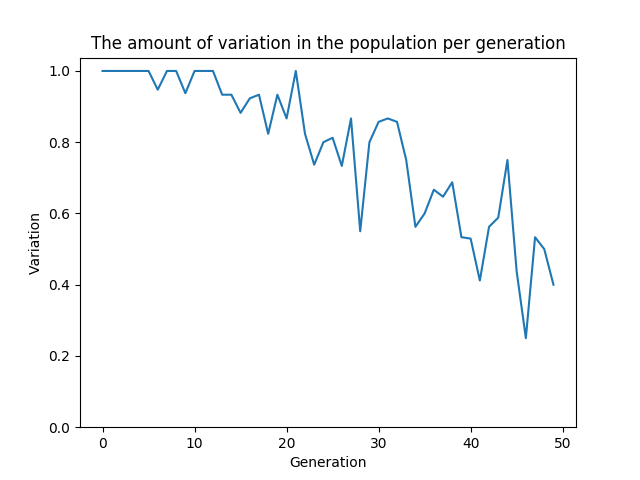 The amount of variation in the population per generation
1.0
0.8
0.6
0.4
0.2
0.0
Variation
0 10 20 30 40 50
Generation